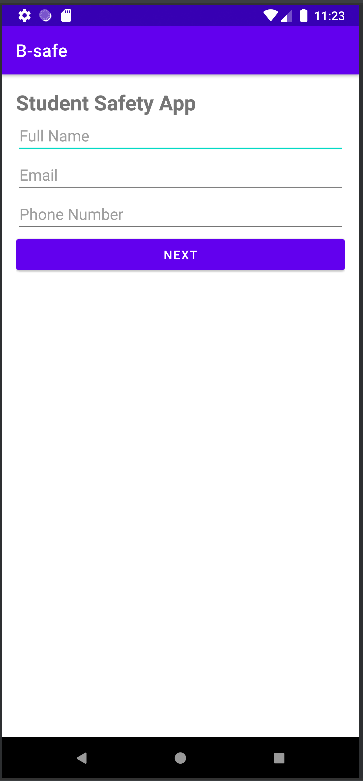 11:23
B-safe
Student Safety App
Full Name
Email
Phone Number
NEXT